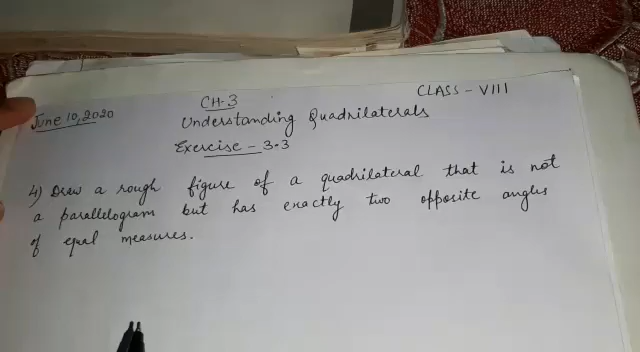 CH-3
CLASS - VIII
June 10, 2020
Understanding Quadrilaterals
Exercise - 3.3
4) Draw a rough figure of a quadrilateral that is not
a parallelogram but has exactly two opposite angles
of equal measures.